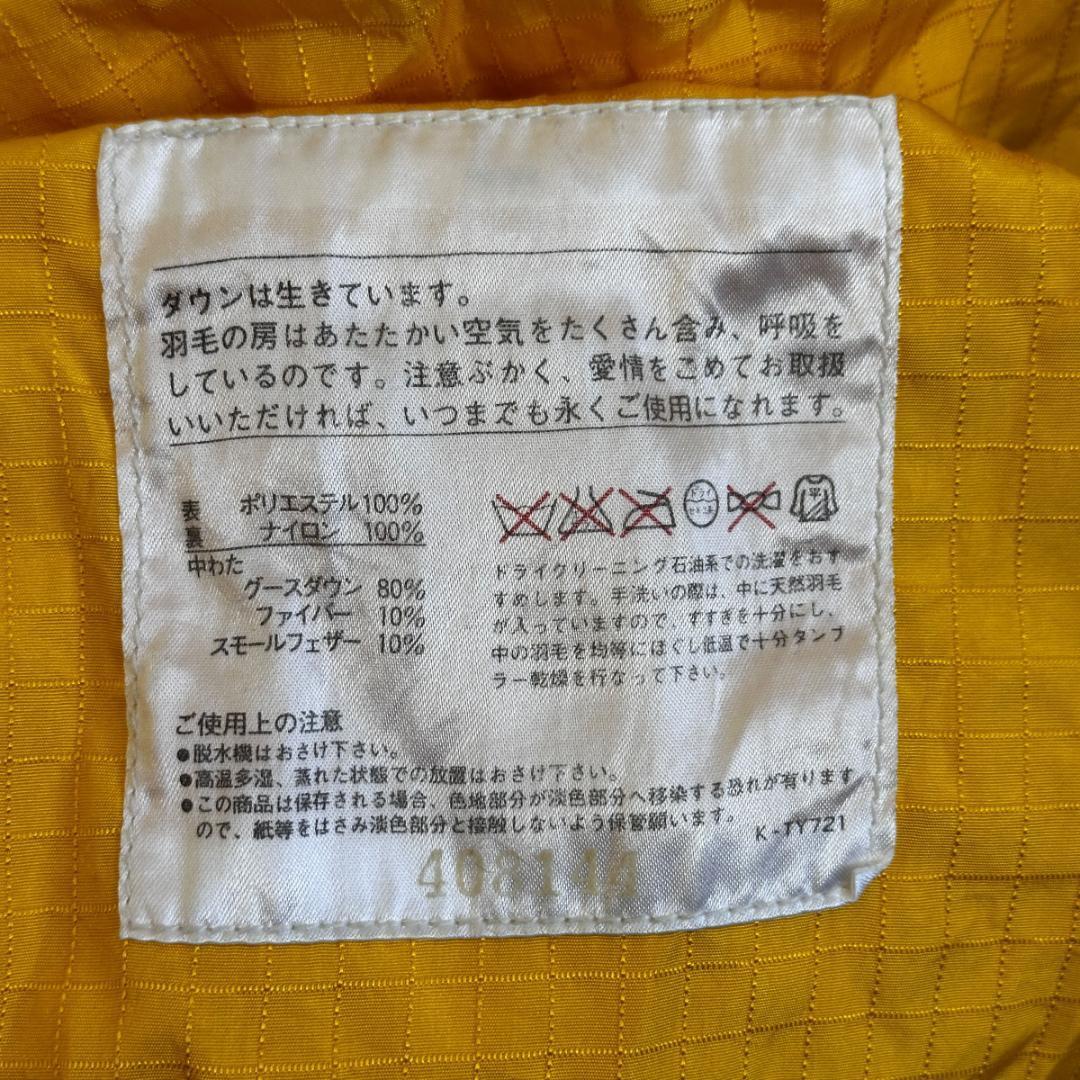 ダウンは生きています。
羽毛の房はあたたかい空気をたくさん含み、呼吸を
しているのです。注意ぶかく、愛情をこめてお取扱
いいただければ、いつまでも永くご使用になれます。
表 ポリエステル100%
裏 ナイロン 100%
中わた
グースダウン 80%
ファイバー 10%
スモールフェザー 10%
ドライ
セキユ系
平
ドライクリーニング石油系での洗濯をおす
すめします。手洗いの際は、中に天然羽毛
が入っていますので、すすぎを十分にし、
中の羽毛を均等にほぐし低温で十分タンブ
ラー乾燥を行なって下さい。
ご使用上の注意
●脱水機はおさけ下さい。
●高温多湿、蒸れた状態での放置はおさけ下さい。
●この商品は保存される場合、色地部分が淡色部分へ移染する恐れが有ります
ので、紙等をはさみ淡色部分と接触しないよう保管願います。
K-TY721
408144